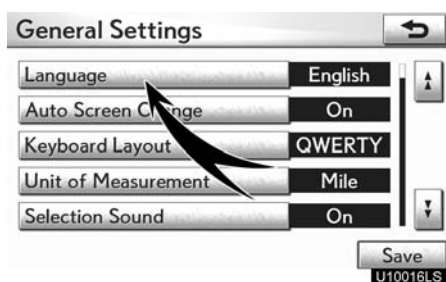 General Settings
Language English
Auto Screen Change On
Keyboard Layout QWERTY
Unit of Measurement Mile
Selection Sound On
Save
U10016LS